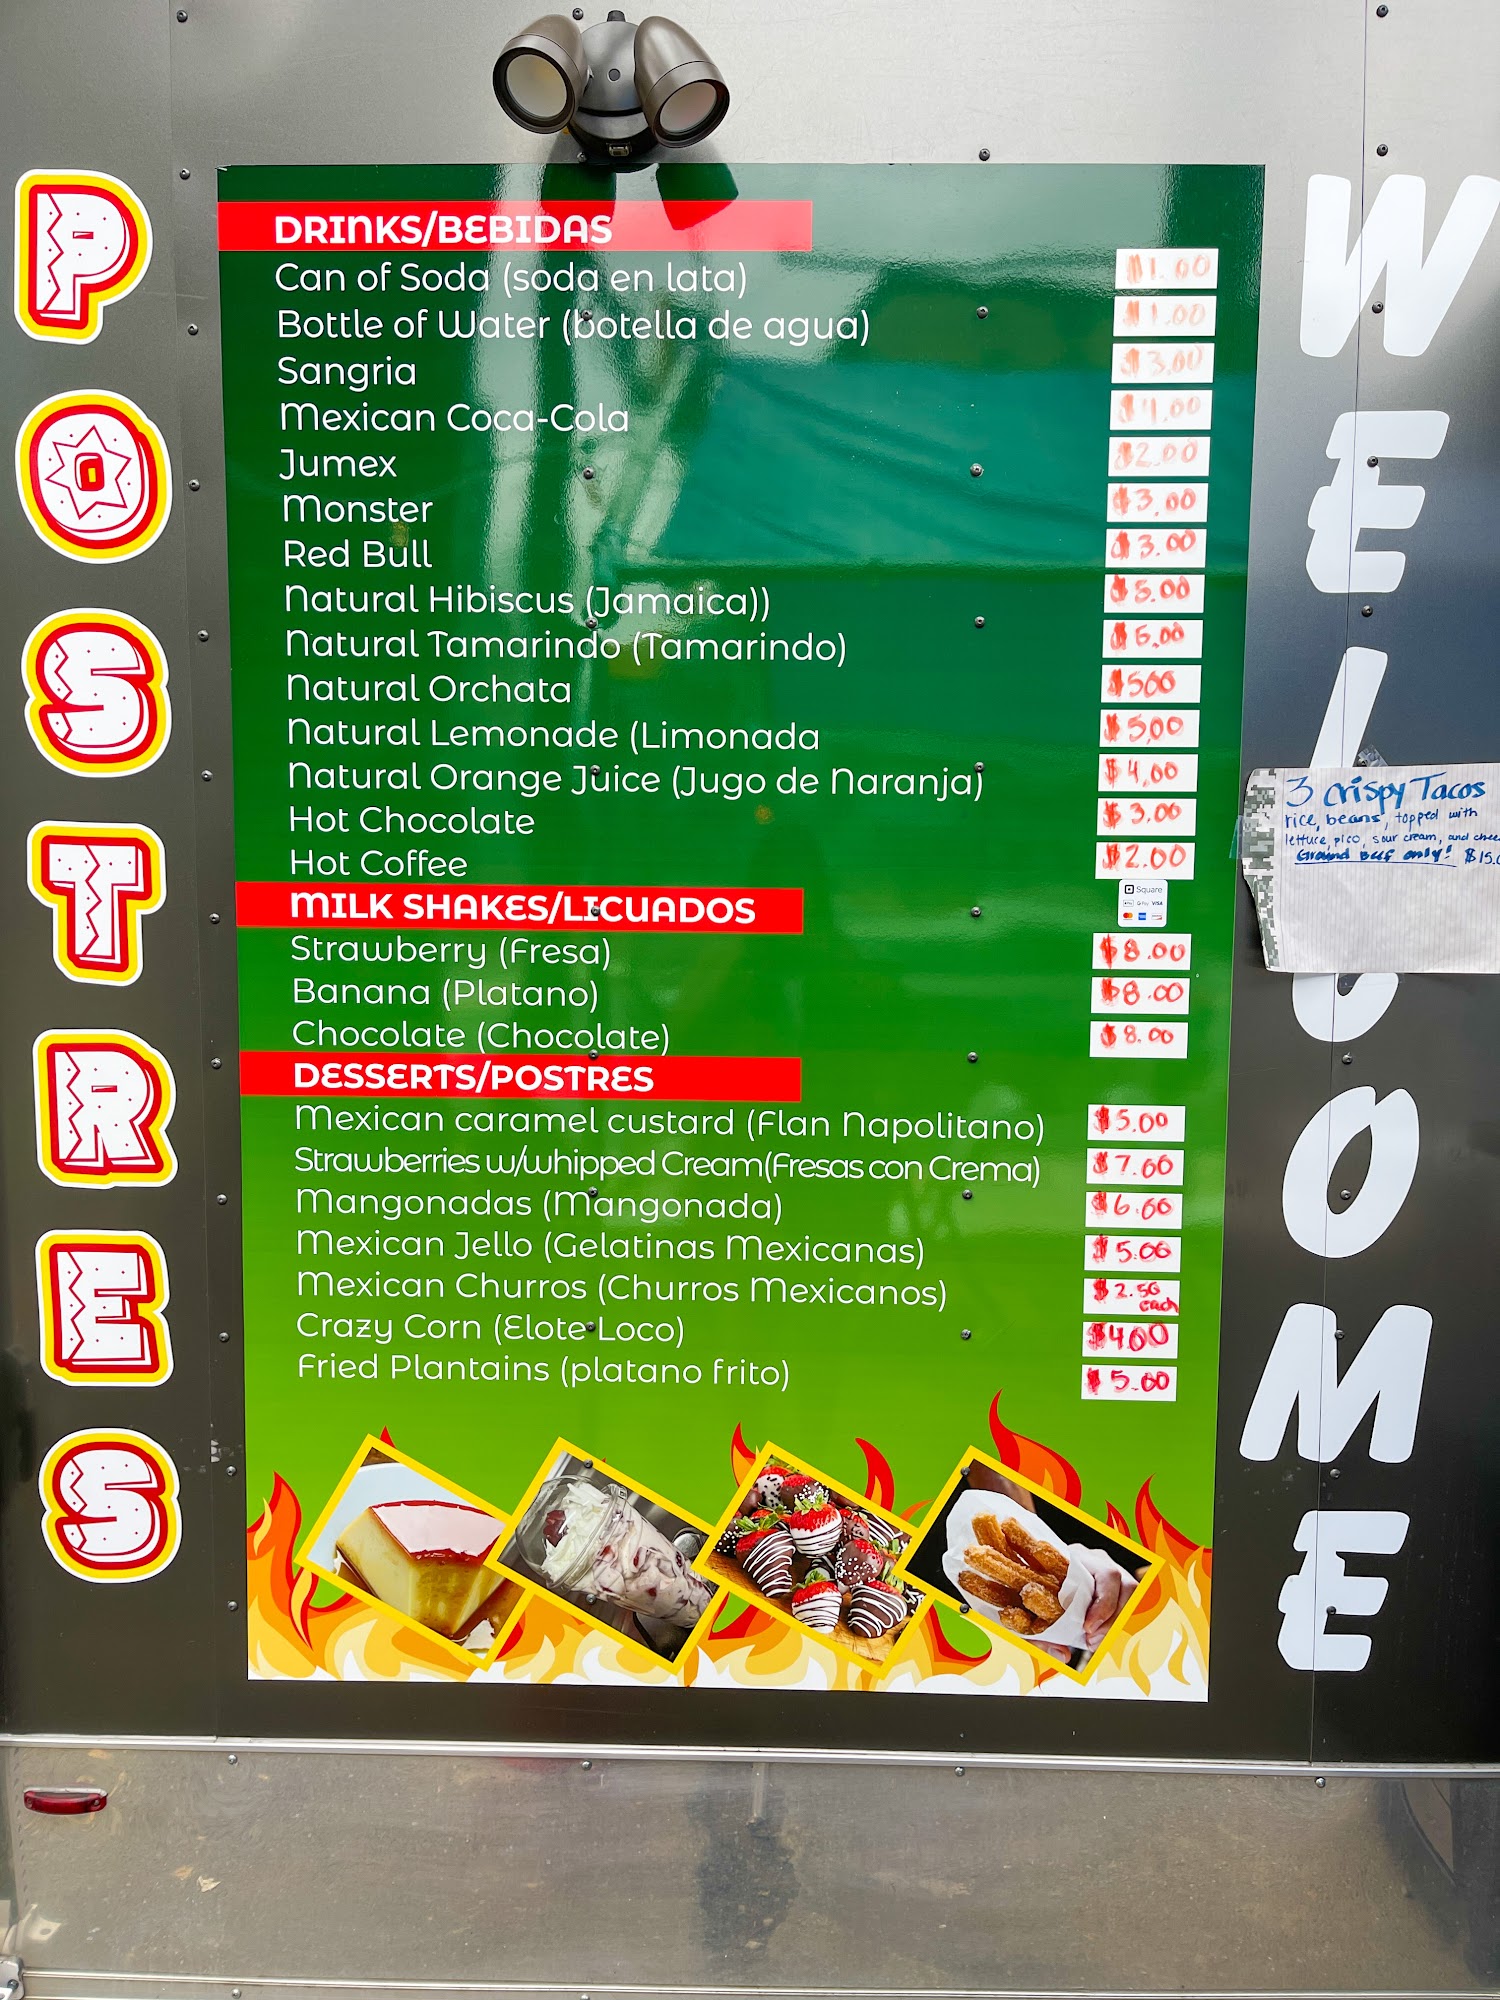 POSTRES
WELCOME
DRINKS/BEBIDAS
Can of Soda (soda en lata) $1.00
Bottle of Water (botella de agua) $1.00
Sangria $3.00
Mexican Coca-Cola $4.00
Jumex $2.00
Monster $3.00
Red Bull $3.00
Natural Hibiscus (Jamaica)) $5.00
Natural Tamarindo (Tamarindo) $5.00
Natural Orchata $500
Natural Lemonade (Limonada $5,00
Natural Orange Juice (Jugo de Naranja) $4,00
Hot Chocolate $3.00
Hot Coffee $2.00
Square
G Pay VISA
MILK SHAKES/LICUADOS
Strawberry (Fresa) $8.00
Banana (Platano) $8.00
Chocolate (Chocolate) $8.00
DESSERTS/POSTRES
Mexican caramel custard (Flan Napolitano) $5.00
Strawberries w/whipped Cream(Fresas con Crema) $7.00
Mangonadas (Mangonada) $6.00
Mexican Jello (Gelatinas Mexicanas) $5.00
Mexican Churros (Churros Mexicanos) $2.50 each
Crazy Corn (Elote Loco) $400
Fried Plantains (platano frito) $5.00
3 crispy Tacos
rice, beans, topped with
lettuce, pico, sour cream, and
Ground Beef only! $15.